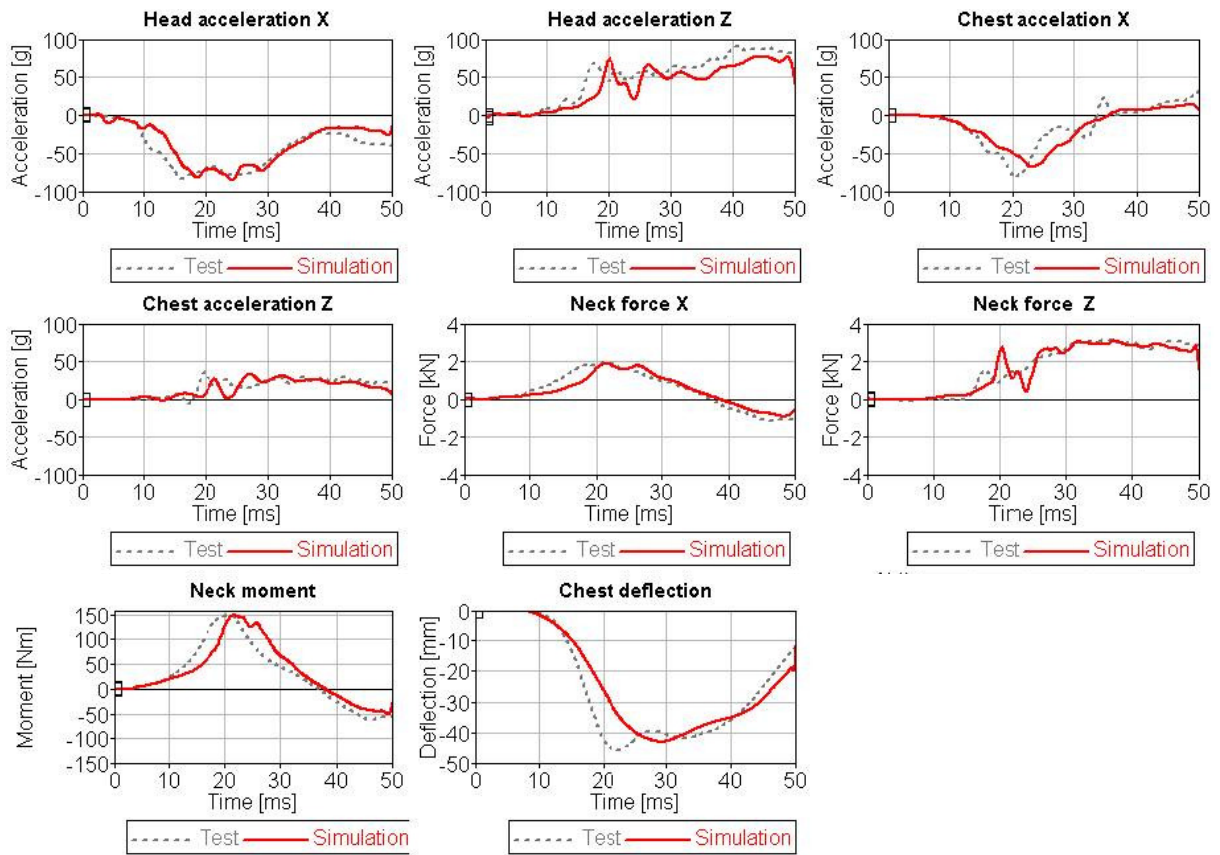 Head acceleration X
Acceleration [g]
100
50
0
-50
-100
0 10 20 30 40 50
Time [ms]
Test Simulation
Head acceleration Z
Acceleration [g]
100
50
0
-50
-100
0 10 20 30 40 50
Time [ms]
Test Simulation
Chest accelation X
Acceleration [g]
100
50
0
-50
-100
0 10 20 30 40 50
Time [ms]
Test Simulation
Chest acceleration Z
Acceleration [g]
100
50
0
-50
-100
0 10 20 30 40 50
Time [ms]
Test Simulation
Neck force X
Force [kN]
4
2
0
-2
-4
0 10 20 30 40 50
Time [ms]
Test Simulation
Neck force Z
Force [kN]
4
2
0
-2
-4
0 10 20 30 40 50
Time [ms]
Test Simulation
Neck moment
Moment [Nm]
150
100
50
0
-50
-100
-150
0 10 20 30 40 50
Time [ms]
Test Simulation
Chest deflection
Deflection [mm]
0
-10
-20
-30
-40
-50
0 10 20 30 40 50
Time [ms]
Test Simulation